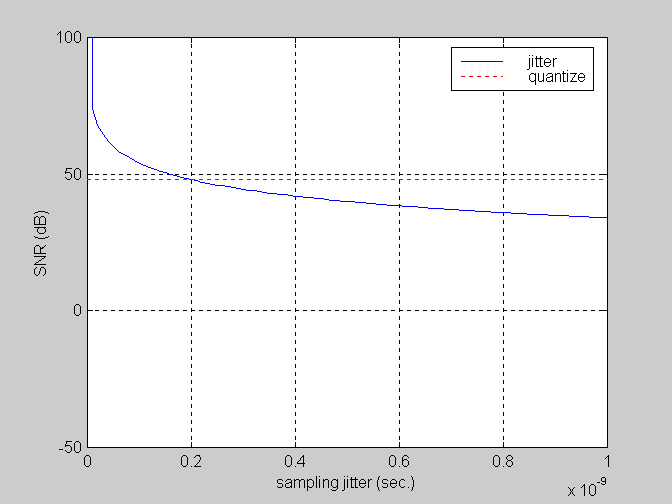 100
50
0
-50
SNR (dB)
jitter
quantize
0
0.2
0.4
0.6
0.8
1
sampling jitter (sec.)
x 10⁻⁹